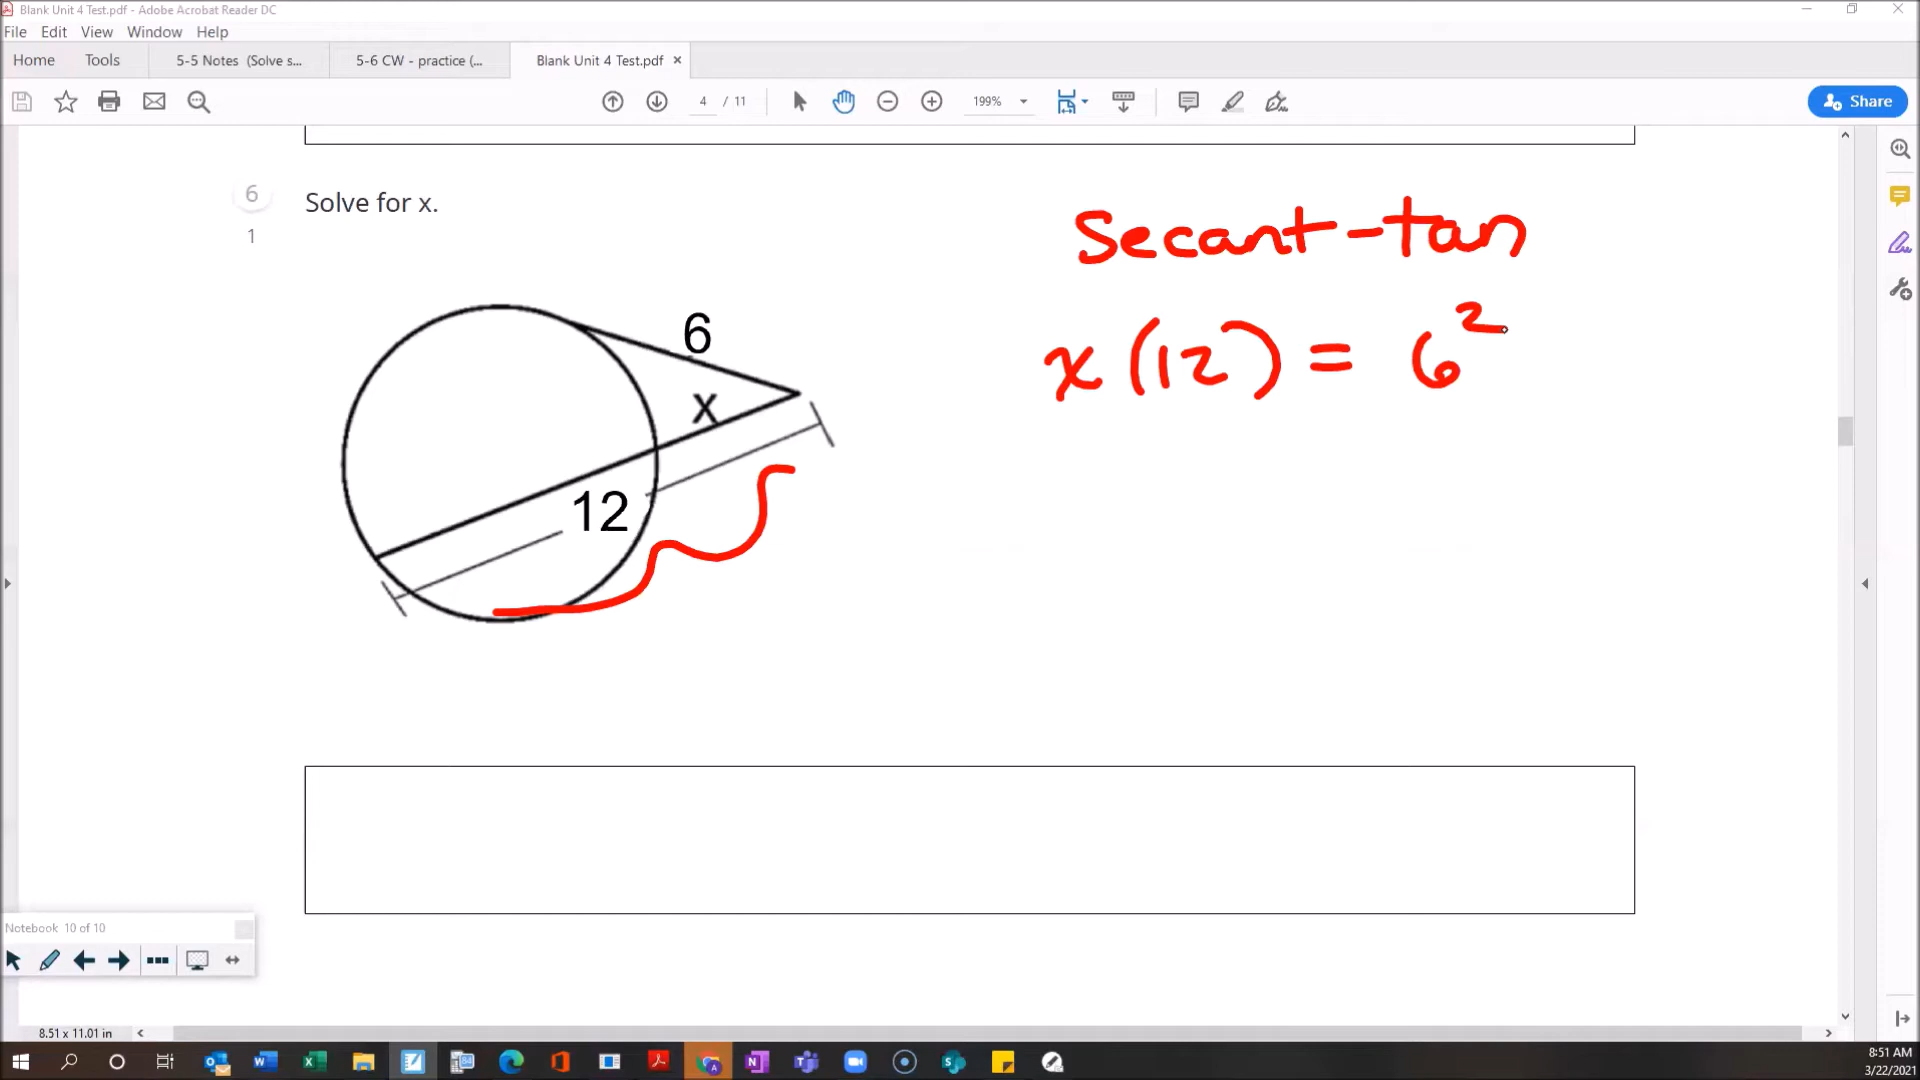 Blank Unit 4 Test.pdf - Adobe Acrobat Reader DC
File Edit View Window Help
Home Tools 5-5 Notes (Solve s... 5-6 CW - practice (... Blank Unit 4 Test.pdf ×
4 / 11 199% Share
6 Solve for x.
1
Secant-tan
x(12) = 6²
6
x
12
Notebook 10 of 10
8.51 x 11.01 in
8:51 AM
3/22/2021